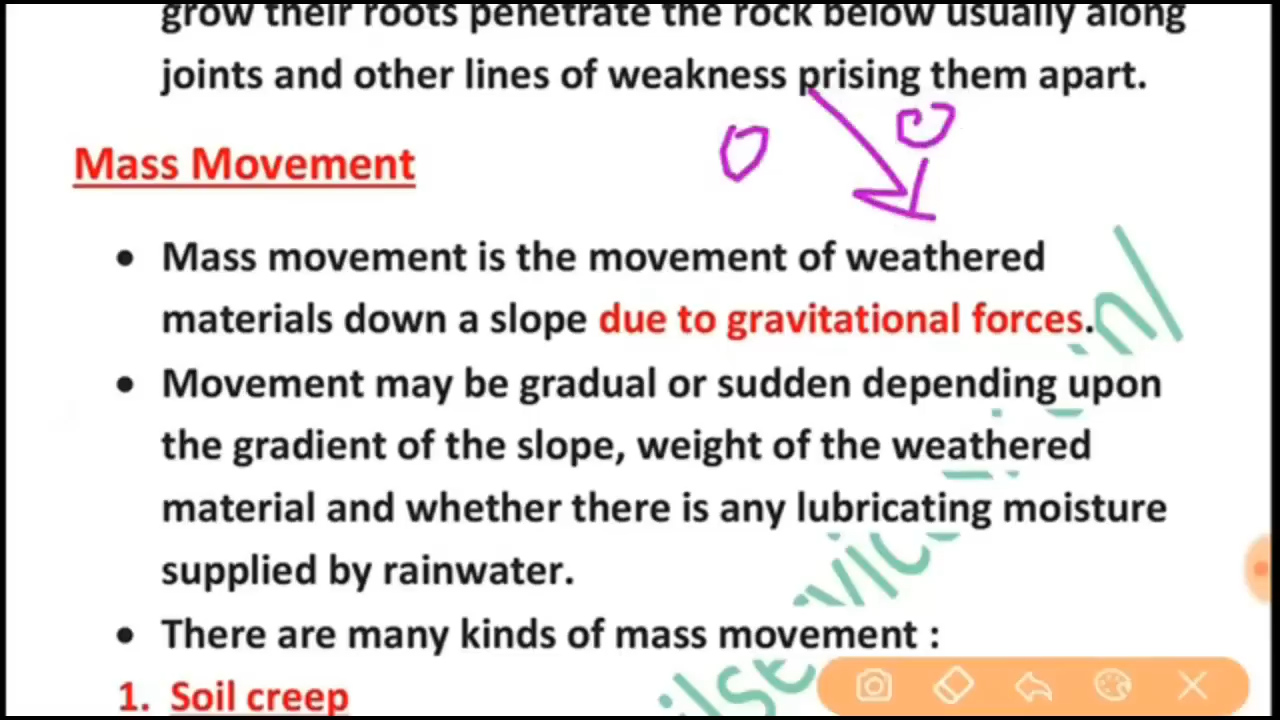 grow their roots penetrate the rock below usually along
joints and other lines of weakness prising them apart.
Mass Movement
• Mass movement is the movement of weathered
materials down a slope due to gravitational forces.
• Movement may be gradual or sudden depending upon
the gradient of the slope, weight of the weathered
material and whether there is any lubricating moisture
supplied by rainwater.
• There are many kinds of mass movement :
1. Soil creep